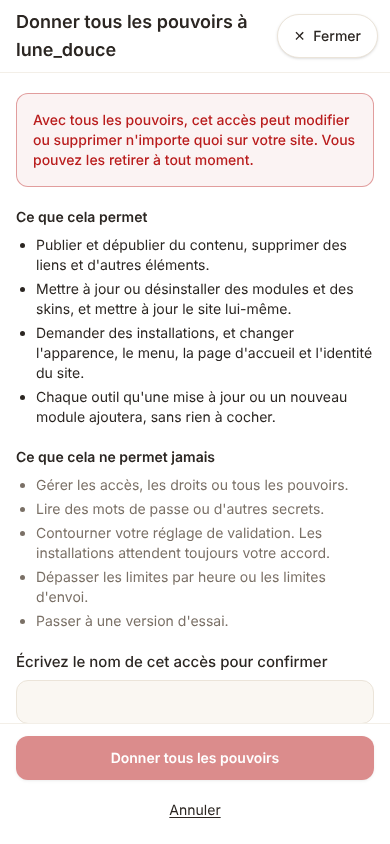 Donner tous les pouvoirs à
lune_douce
✕ Fermer
Avec tous les pouvoirs, cet accès peut modifier
ou supprimer n'importe quoi sur votre site. Vous
pouvez les retirer à tout moment.
Ce que cela permet
• Publier et dépublier du contenu, supprimer des
liens et d'autres éléments.
• Mettre à jour ou désinstaller des modules et des
skins, et mettre à jour le site lui-même.
• Demander des installations, et changer
l'apparence, le menu, la page d'accueil et l'identité
du site.
• Chaque outil qu'une mise à jour ou un nouveau
module ajoutera, sans rien à cocher.
Ce que cela ne permet jamais
• Gérer les accès, les droits ou tous les pouvoirs.
• Lire des mots de passe ou d'autres secrets.
• Contourner votre réglage de validation. Les
installations attendent toujours votre accord.
• Dépasser les limites par heure ou les limites
d'envoi.
• Passer à une version d'essai.
Écrivez le nom de cet accès pour confirmer
Donner tous les pouvoirs
Annuler